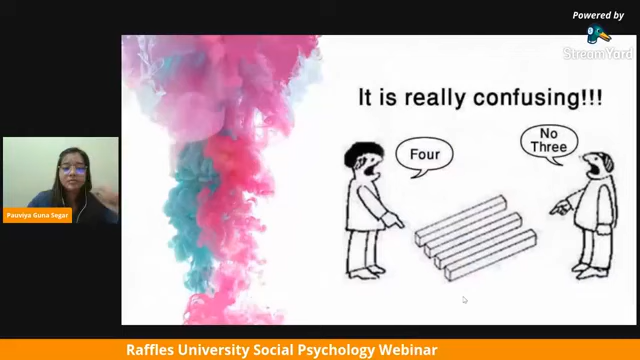 Powered by
StreamYard
It is really confusing!!!
Four
No
Three
Pauviya Guna Segar
Raffles University Social Psychology Webinar